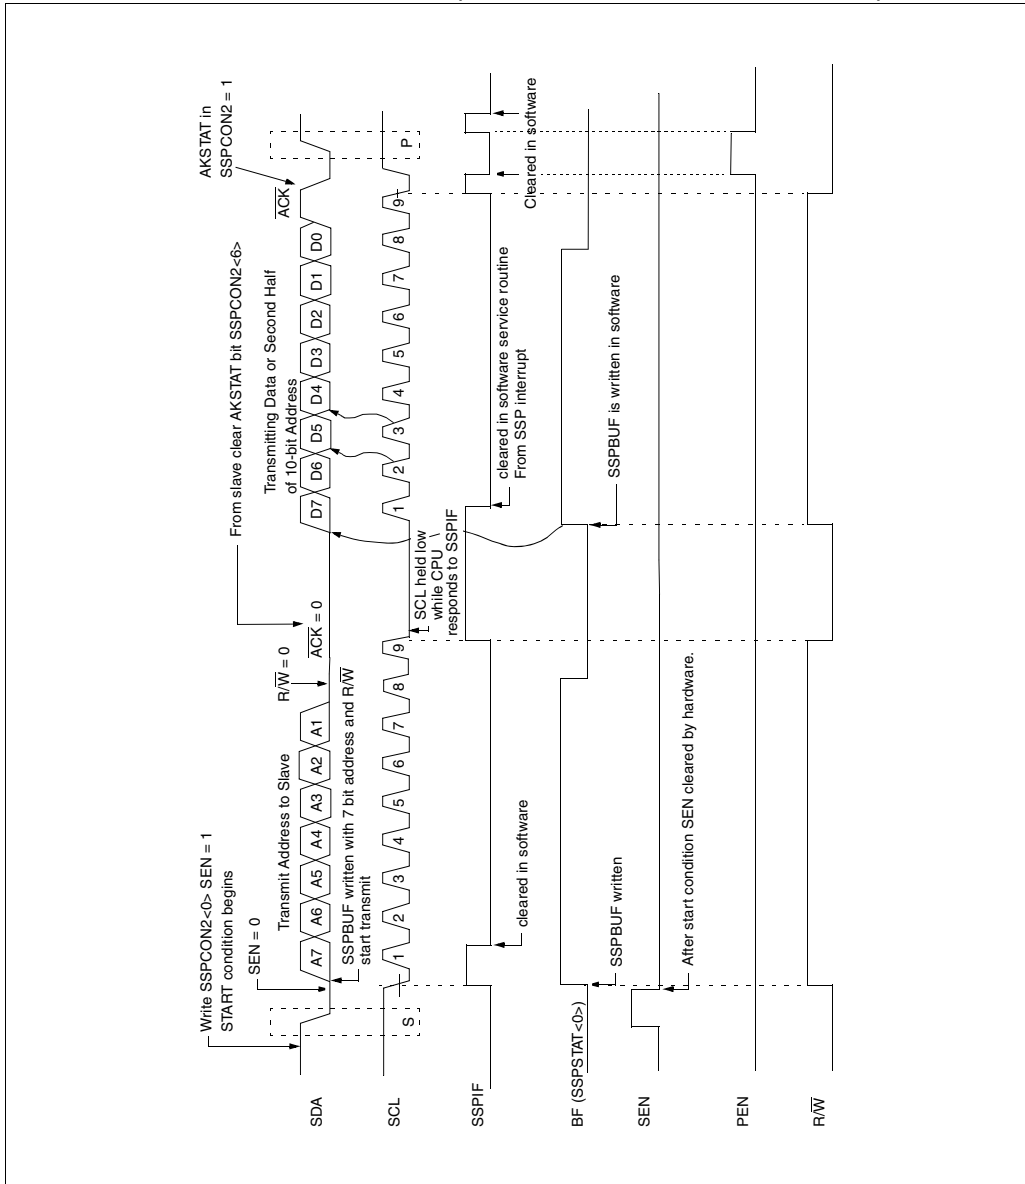 Write SSPCON2<0> SEN = 1
START condition begins
SEN = 0
From slave clear AKSTAT bit SSPCON2<6>
AKSTAT in
SSPCON2 = 1
Transmit Address to Slave
R/W = 0
ACK = 0
Transmitting Data or Second Half
of 10-bit Address
ACK
SDA
A7 A6 A5 A4 A3 A2 A1
D7 D6 D5 D4 D3 D2 D1 D0
SSPBUF written with 7 bit address and R/W
start transmit
SCL
S
1 2 3 4 5 6 7 8 9
1 2 3 4 5 6 7 8 9
P
SCL held low
while CPU
responds to SSPIF
SSPIF
cleared in software
cleared in software service routine
From SSP interrupt
Cleared in software
BF (SSPSTAT<0>)
SSPBUF written
SSPBUF is written in software
SEN
After start condition SEN cleared by hardware.
PEN
R/W